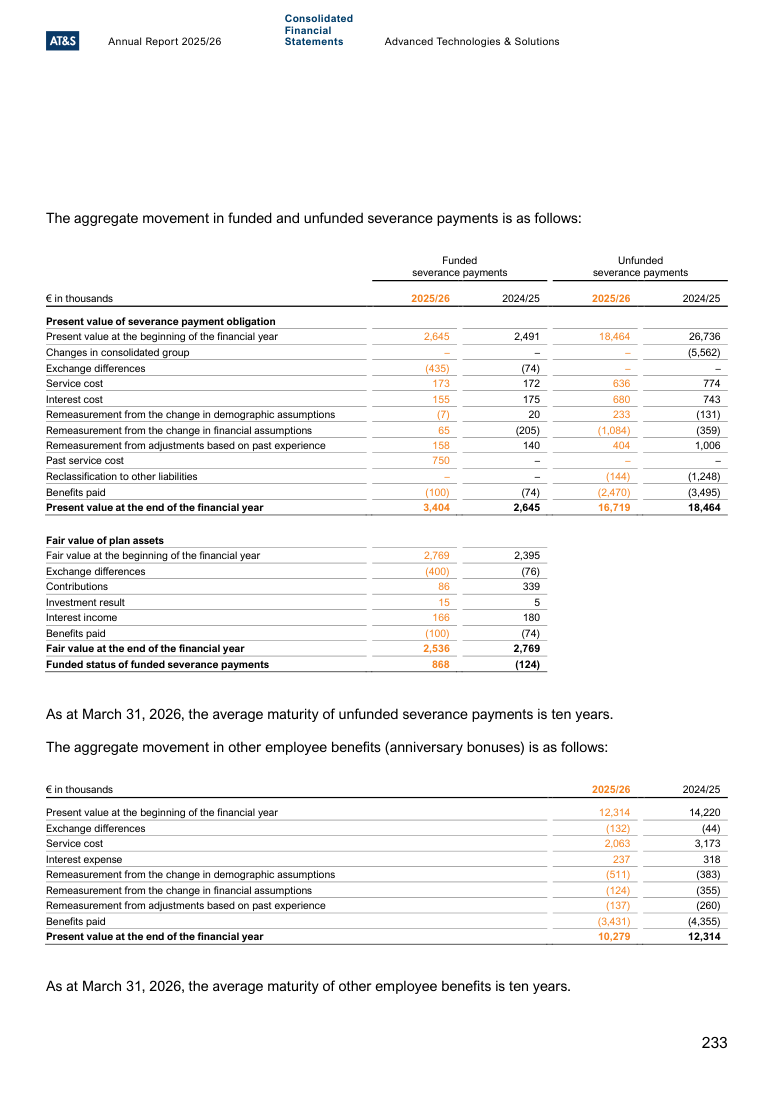 AT&S
Annual Report 2025/26
Consolidated
Financial
Statements
Advanced Technologies & Solutions
The aggregate movement in funded and unfunded severance payments is as follows:
Funded severance payments Unfunded severance payments
€ in thousands 2025/26 2024/25 2025/26 2024/25
Present value of severance payment obligation
Present value at the beginning of the financial year 2,645 2,491 18,464 26,736
Changes in consolidated group – – – (5,562)
Exchange differences (435) (74) – –
Service cost 173 172 636 774
Interest cost 155 175 680 743
Remeasurement from the change in demographic assumptions (7) 20 233 (131)
Remeasurement from the change in financial assumptions 65 (205) (1,084) (359)
Remeasurement from adjustments based on past experience 158 140 404 1,006
Past service cost 750 – – –
Reclassification to other liabilities – – (144) (1,248)
Benefits paid (100) (74) (2,470) (3,495)
Present value at the end of the financial year 3,404 2,645 16,719 18,464
Fair value of plan assets
Fair value at the beginning of the financial year 2,769 2,395
Exchange differences (400) (76)
Contributions 86 339
Investment result 15 5
Interest income 166 180
Benefits paid (100) (74)
Fair value at the end of the financial year 2,536 2,769
Funded status of funded severance payments 868 (124)
As at March 31, 2026, the average maturity of unfunded severance payments is ten years.
The aggregate movement in other employee benefits (anniversary bonuses) is as follows:
€ in thousands 2025/26 2024/25
Present value at the beginning of the financial year 12,314 14,220
Exchange differences (132) (44)
Service cost 2,063 3,173
Interest expense 237 318
Remeasurement from the change in demographic assumptions (511) (383)
Remeasurement from the change in financial assumptions (124) (355)
Remeasurement from adjustments based on past experience (137) (260)
Benefits paid (3,431) (4,355)
Present value at the end of the financial year 10,279 12,314
As at March 31, 2026, the average maturity of other employee benefits is ten years.
233